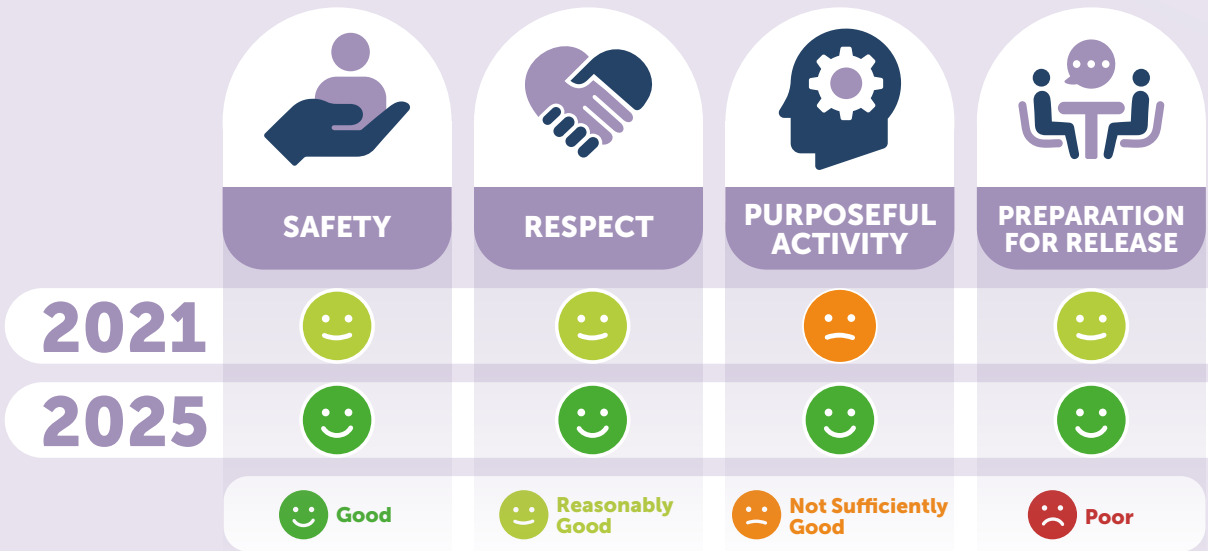 SAFETY
RESPECT
PURPOSEFUL
ACTIVITY
PREPARATION
FOR RELEASE
2021
2025
Good
Reasonably
Good
Not Sufficiently
Good
Poor